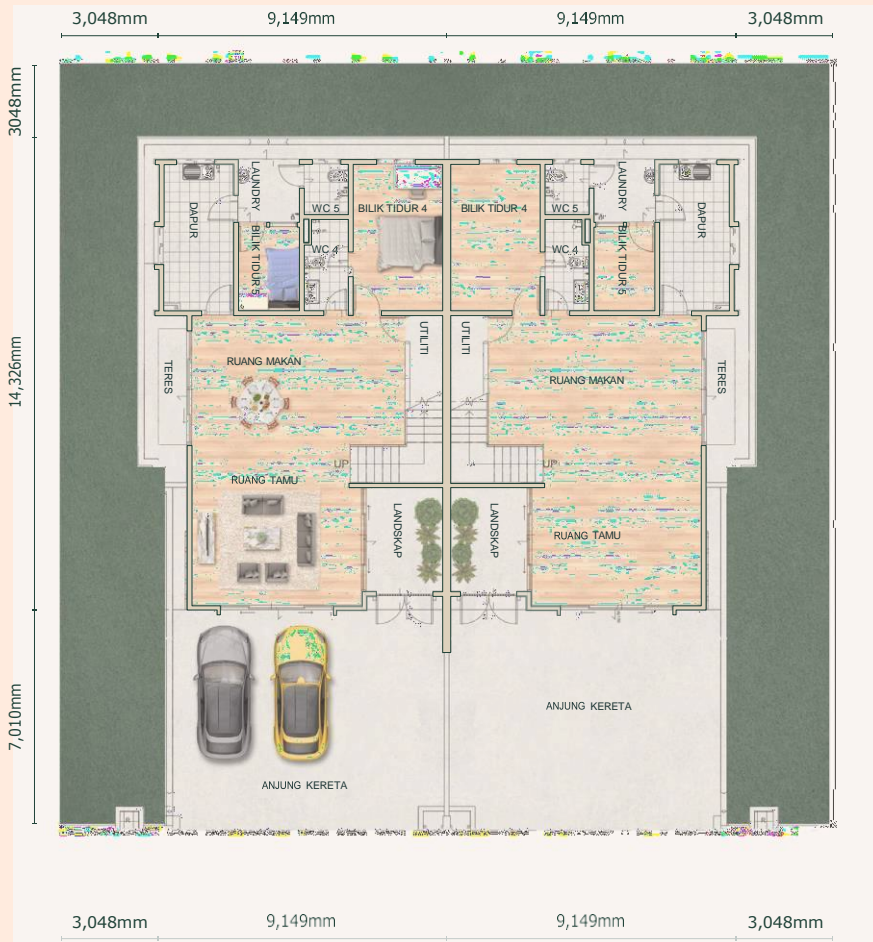 3,048mm 9,149mm 9,149mm 3,048mm
3048mm
14,326mm
7,010mm
DAPUR
LAUNDRY
WC 5
BILIK TIDUR 4
BILIK TIDUR 4
WC 5
LAUNDRY
DAPUR
BILIK TIDUR 5
WC 4
WC 4
BILIK TIDUR 5
UTILITI
UTILITI
TERES
RUANG MAKAN
RUANG MAKAN
TERES
UP
UP
RUANG TAMU
LANDSKAP
LANDSKAP
RUANG TAMU
ANJUNG KERETA
ANJUNG KERETA
3,048mm 9,149mm 9,149mm 3,048mm